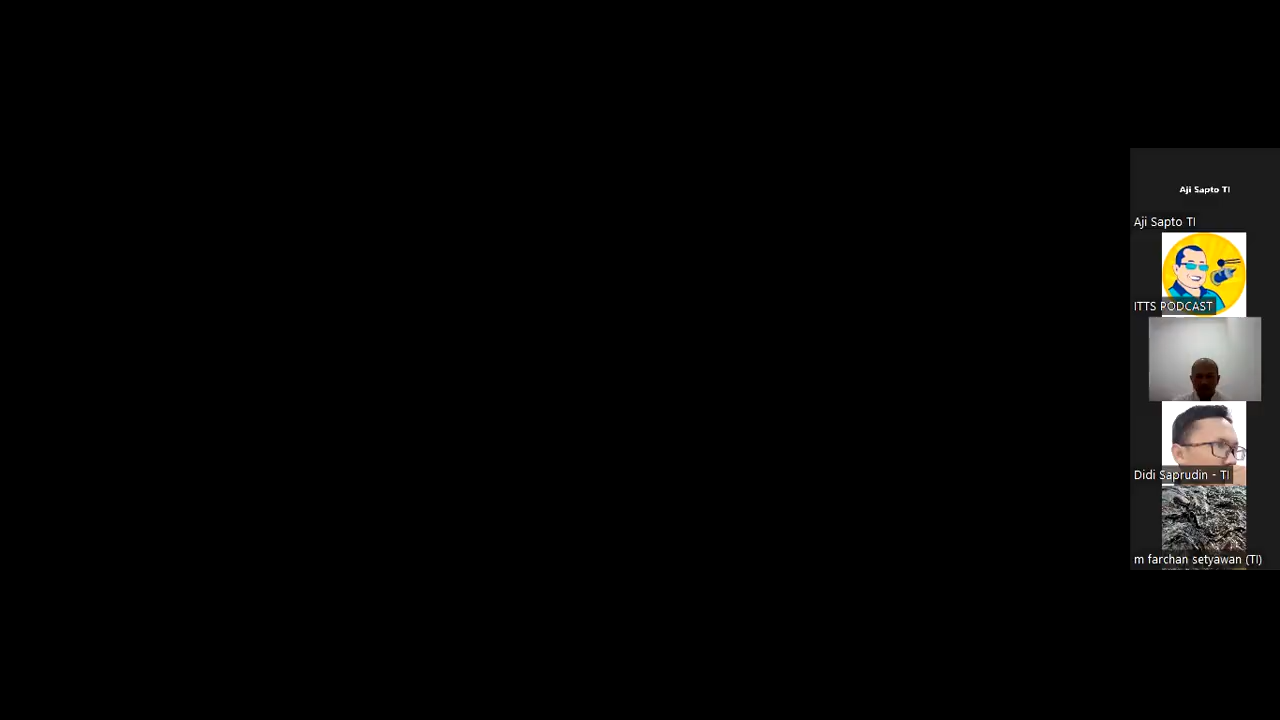 Aji Sapto TI
Aji Sapto TI
ITTS PODCAST
Didi Saprudin - TI
m farchan setyawan (TI)